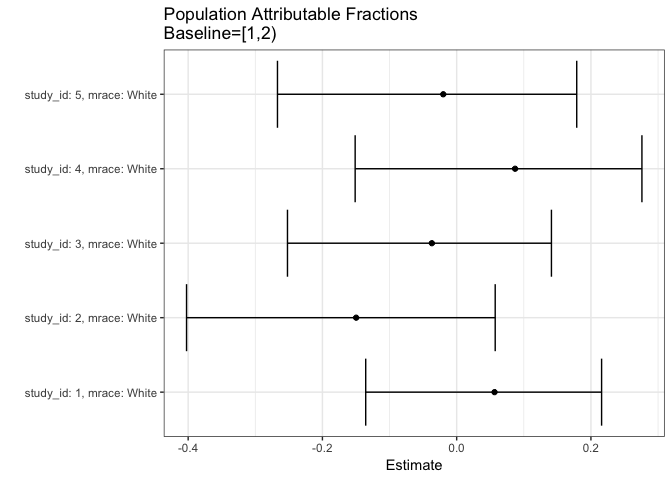 Population Attributable Fractions
Baseline=[1,2)
study_id: 5, mrace: White
study_id: 4, mrace: White
study_id: 3, mrace: White
study_id: 2, mrace: White
study_id: 1, mrace: White
-0.4 -0.2 0.0 0.2
Estimate